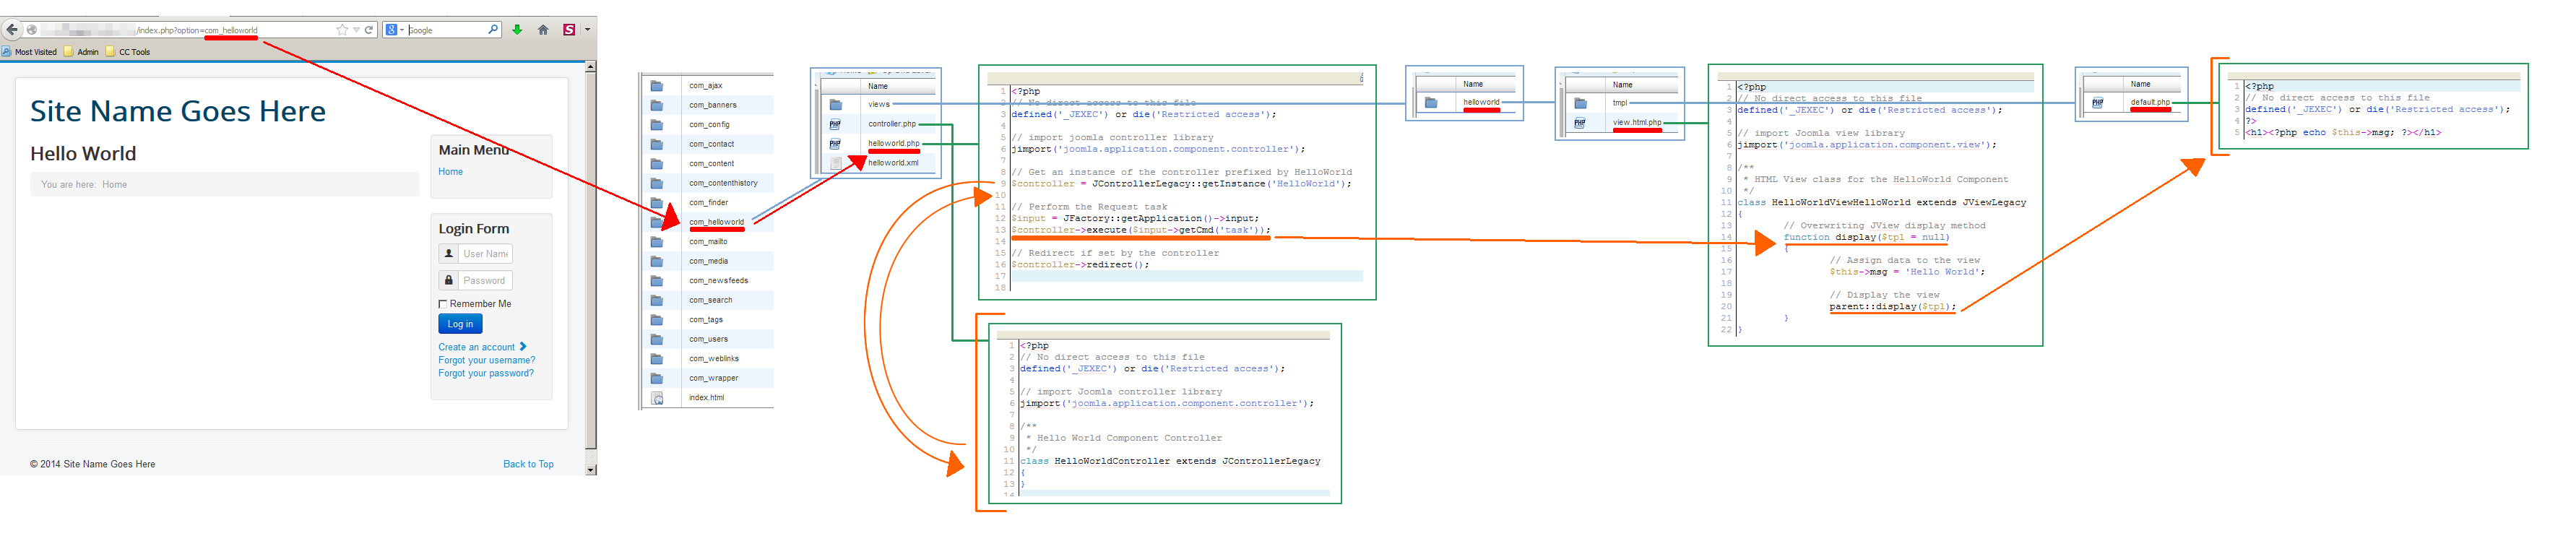 /index.php?option=com_helloworld
Google
Most Visited
Admin
CC Tools
Site Name Goes Here
Hello World
You are here: Home
Main Menu
Home
Login Form
User Name
Password
Remember Me
Log in
Create an account
Forgot your username?
Forgot your password?
© 2014 Site Name Goes Here
Back to Top
com_ajax
com_banners
com_config
com_contact
com_content
com_contenthistory
com_finder
com_helloworld
com_mailto
com_media
com_newsfeeds
com_search
com_tags
com_users
com_weblinks
com_wrapper
index.html
Name
views
controller.php
helloworld.php
helloworld.xml
1 <?php
2 // No direct access to this file
3 defined('_JEXEC') or die('Restricted access');
4
5 // import joomla controller library
6 jimport('joomla.application.component.controller');
7
8 // Get an instance of the controller prefixed by HelloWorld
9 $controller = JControllerLegacy::getInstance('HelloWorld');
10
11 // Perform the Request task
12 $input = JFactory::getApplication()->input;
13 $controller->execute($input->getCmd('task'));
14
15 // Redirect if set by the controller
16 $controller->redirect();
17
18
1 <?php
2 // No direct access to this file
3 defined('_JEXEC') or die('Restricted access');
4
5 // import Joomla controller library
6 jimport('joomla.application.component.controller');
7
8 /**
9 * Hello World Component Controller
10 */
11 class HelloWorldController extends JControllerLegacy
12 {
13 }
14
Name
helloworld
Name
tmpl
view.html.php
1 <?php
2 // No direct access to this file
3 defined('_JEXEC') or die('Restricted access');
4
5 // import Joomla view library
6 jimport('joomla.application.component.view');
7
8 /**
9 * HTML View class for the HelloWorld Component
10 */
11 class HelloWorldViewHelloWorld extends JViewLegacy
12 {
13 // Overwriting JView display method
14 function display($tpl = null)
15 {
16 // Assign data to the view
17 $this->msg = 'Hello World';
18
19 // Display the view
20 parent::display($tpl);
21 }
22 }
Name
default.php
1 <?php
2 // No direct access to this file
3 defined('_JEXEC') or die('Restricted access');
4 ?>
5 <h1><?php echo $this->msg; ?></h1>